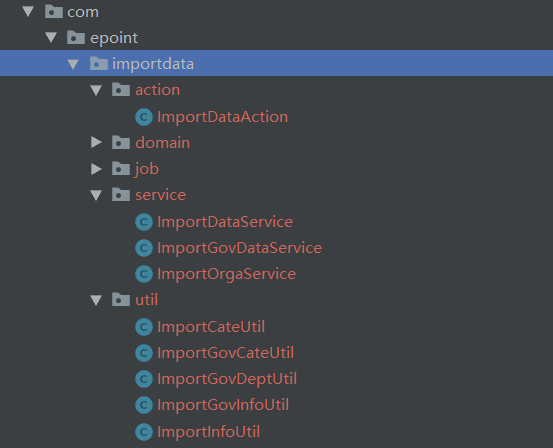 com
epoint
importdata
action
ImportDataAction
domain
job
service
ImportDataService
ImportGovDataService
ImportOrgaService
util
ImportCateUtil
ImportGovCateUtil
ImportGovDeptUtil
ImportGovInfoUtil
ImportInfoUtil